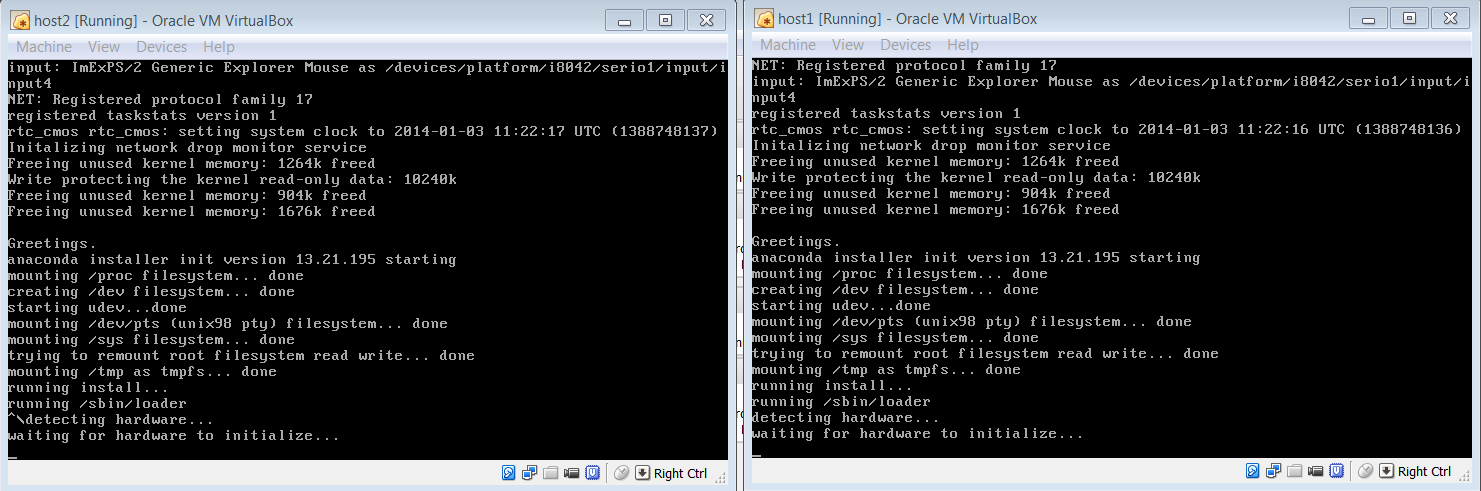 host2 [Running] - Oracle VM VirtualBox
Machine View Devices Help
input: ImExPS/2 Generic Explorer Mouse as /devices/platform/i8042/serio1/input/i
nput4
NET: Registered protocol family 17
registered taskstats version 1
rtc_cmos rtc_cmos: setting system clock to 2014-01-03 11:22:17 UTC (1388748137)
Initalizing network drop monitor service
Freeing unused kernel memory: 1264k freed
Write protecting the kernel read-only data: 10240k
Freeing unused kernel memory: 904k freed
Freeing unused kernel memory: 1676k freed
Greetings.
anaconda installer init version 13.21.195 starting
mounting /proc filesystem... done
creating /dev filesystem... done
starting udev...done
mounting /dev/pts (unix98 pty) filesystem... done
mounting /sys filesystem... done
trying to remount root filesystem read write... done
mounting /tmp as tmpfs... done
running install...
running /sbin/loader
^\detecting hardware...
waiting for hardware to initialize...
Right Ctrl
host1 [Running] - Oracle VM VirtualBox
Machine View Devices Help
NET: Registered protocol family 17
input: ImExPS/2 Generic Explorer Mouse as /devices/platform/i8042/serio1/input/i
nput4
registered taskstats version 1
rtc_cmos rtc_cmos: setting system clock to 2014-01-03 11:22:16 UTC (1388748136)
Initalizing network drop monitor service
Freeing unused kernel memory: 1264k freed
Write protecting the kernel read-only data: 10240k
Freeing unused kernel memory: 904k freed
Freeing unused kernel memory: 1676k freed
Greetings.
anaconda installer init version 13.21.195 starting
mounting /proc filesystem... done
creating /dev filesystem... done
starting udev...done
mounting /dev/pts (unix98 pty) filesystem... done
mounting /sys filesystem... done
trying to remount root filesystem read write... done
mounting /tmp as tmpfs... done
running install...
running /sbin/loader
detecting hardware...
waiting for hardware to initialize...
Right Ctrl